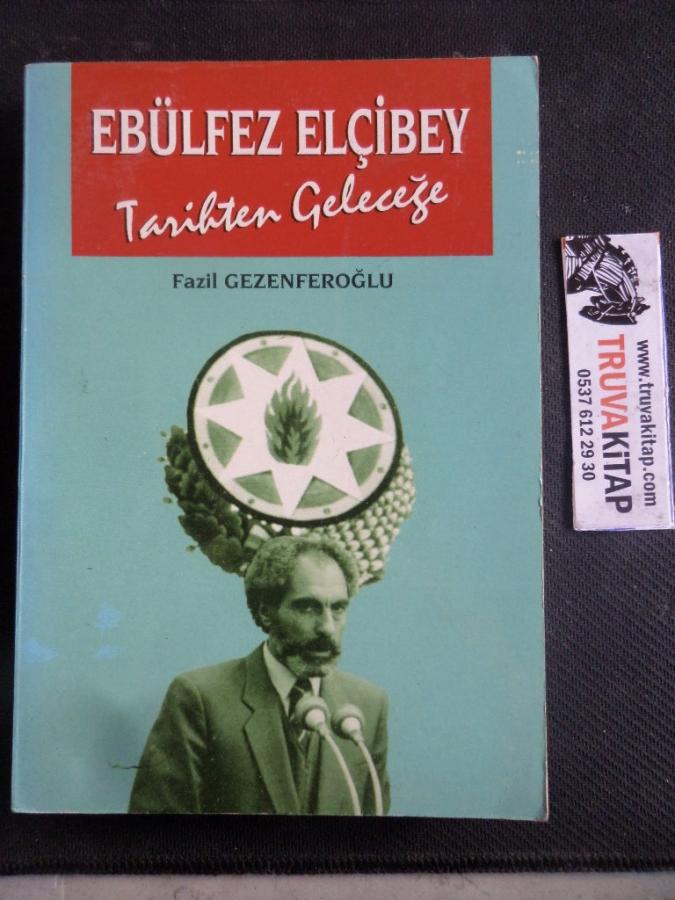 EBÜLFEZ ELÇİBEY
Tarihten Geleceğe
Fazil GEZENFEROĞLU
www.truvakitap.com
TRUVAKİTAP
0537 612 29 30